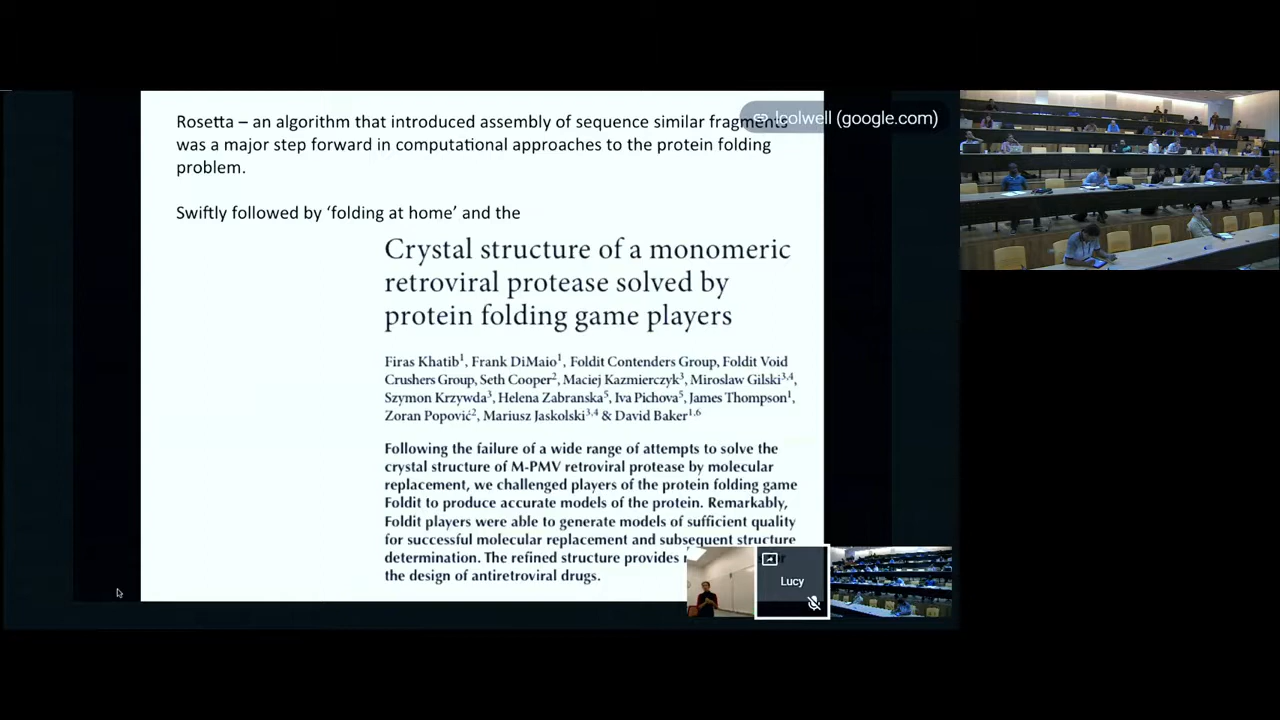 Rosetta – an algorithm that introduced assembly of sequence similar fragments
lcolwell (google.com)
was a major step forward in computational approaches to the protein folding
problem.
Swiftly followed by ‘folding at home’ and the
Crystal structure of a monomeric
retroviral protease solved by
protein folding game players
Firas Khatib1, Frank DiMaio1, Foldit Contenders Group, Foldit Void
Crushers Group, Seth Cooper2, Maciej Kazmierczyk3, Miroslaw Gilski3,4,
Szymon Krzywda3, Helena Zabranska5, Iva Pichova5, James Thompson1,
Zoran Popović2, Mariusz Jaskolski3,4 & David Baker1,6
Following the failure of a wide range of attempts to solve the
crystal structure of M-PMV retroviral protease by molecular
replacement, we challenged players of the protein folding game
Foldit to produce accurate models of the protein. Remarkably,
Foldit players were able to generate models of sufficient quality
for successful molecular replacement and subsequent structure
determination. The refined structure provides
the design of antiretroviral drugs.
Lucy